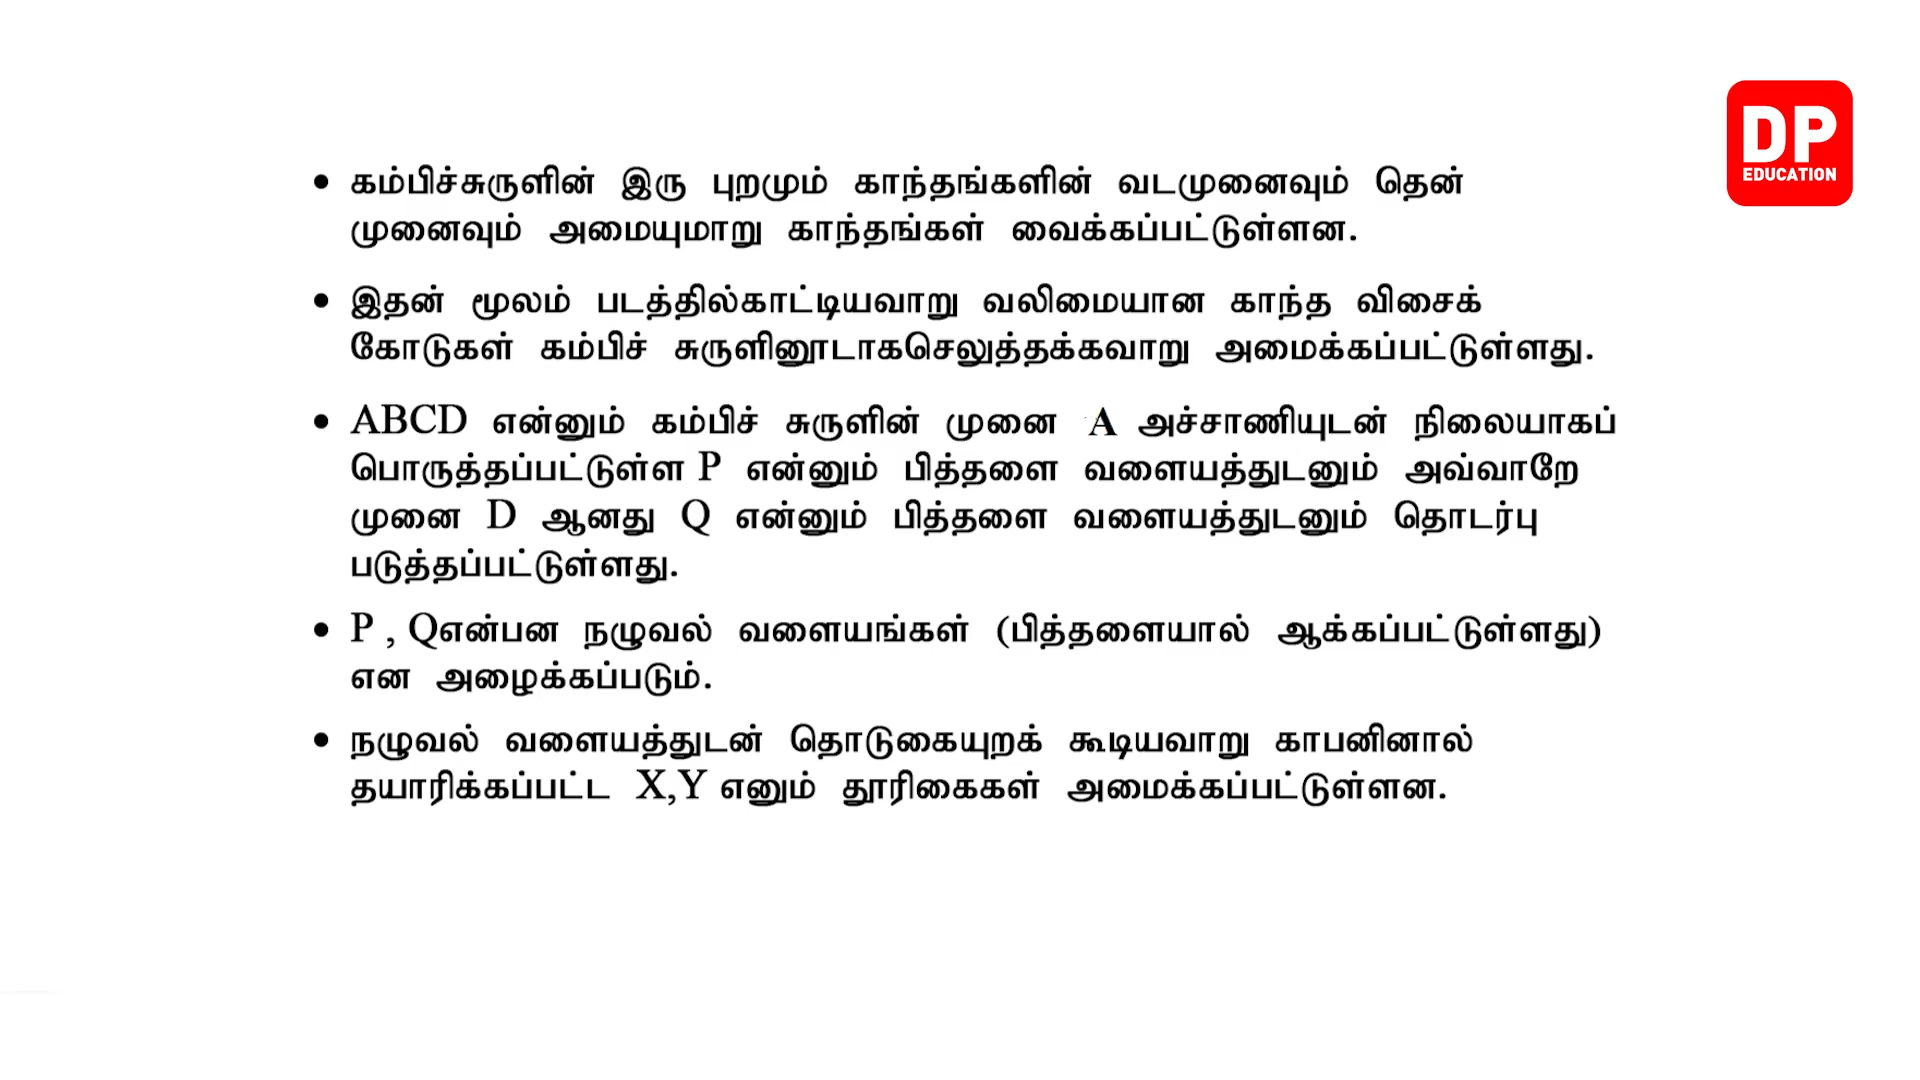 DP
EDUCATION
• கம்பிச்சுருளின் இரு புறமும் காந்தங்களின் வடமுனைவும் தென்
முனைவும் அமையுமாறு காந்தங்கள் வைக்கப்பட்டுள்ளன.
• இதன் மூலம் படத்தில்காட்டியவாறு வலிமையான காந்த விசைக்
கோடுகள் கம்பிச் சுருளினூடாகசெலுத்தக்கவாறு அமைக்கப்பட்டுள்ளது.
• ABCD என்னும் கம்பிச் சுருளின் முனை A அச்சாணியுடன் நிலையாகப்
பொருத்தப்பட்டுள்ள P என்னும் பித்தளை வளையத்துடனும் அவ்வாறே
முனை D ஆனது Q என்னும் பித்தளை வளையத்துடனும் தொடர்பு
படுத்தப்பட்டுள்ளது.
• P , Qஎன்பன நழுவல் வளையங்கள் (பித்தளையால் ஆக்கப்பட்டுள்ளது)
என அழைக்கப்படும்.
• நழுவல் வளையத்துடன் தொடுகையுறக் கூடியவாறு காபனினால்
தயாரிக்கப்பட்ட X,Y எனும் தூரிகைகள் அமைக்கப்பட்டுள்ளன.